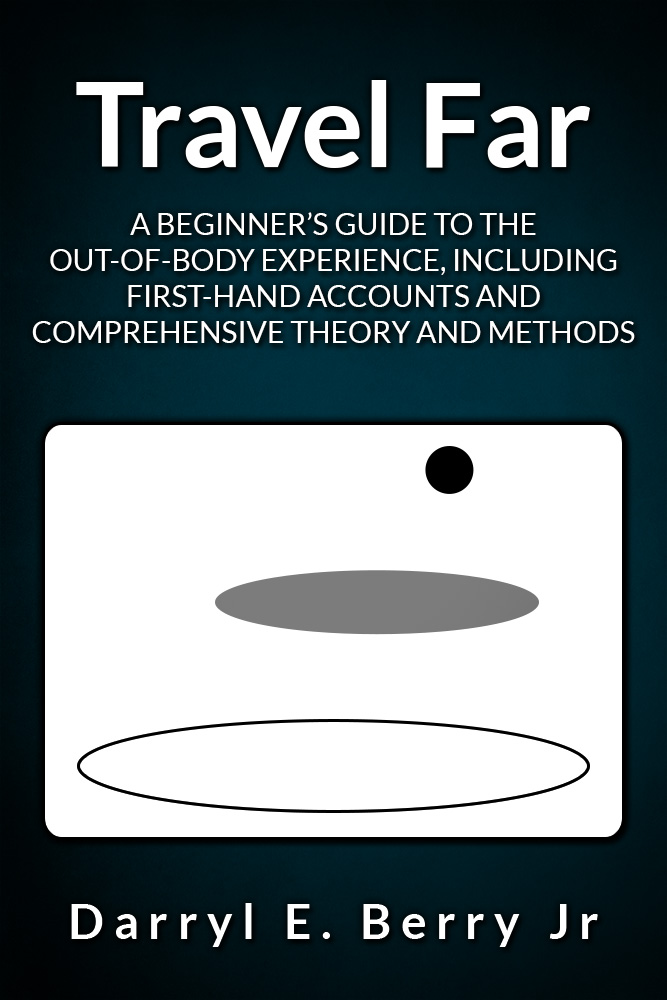 Travel Far
A BEGINNER’S GUIDE TO THE
OUT-OF-BODY EXPERIENCE, INCLUDING
FIRST-HAND ACCOUNTS AND
COMPREHENSIVE THEORY AND METHODS
Darryl E. Berry Jr